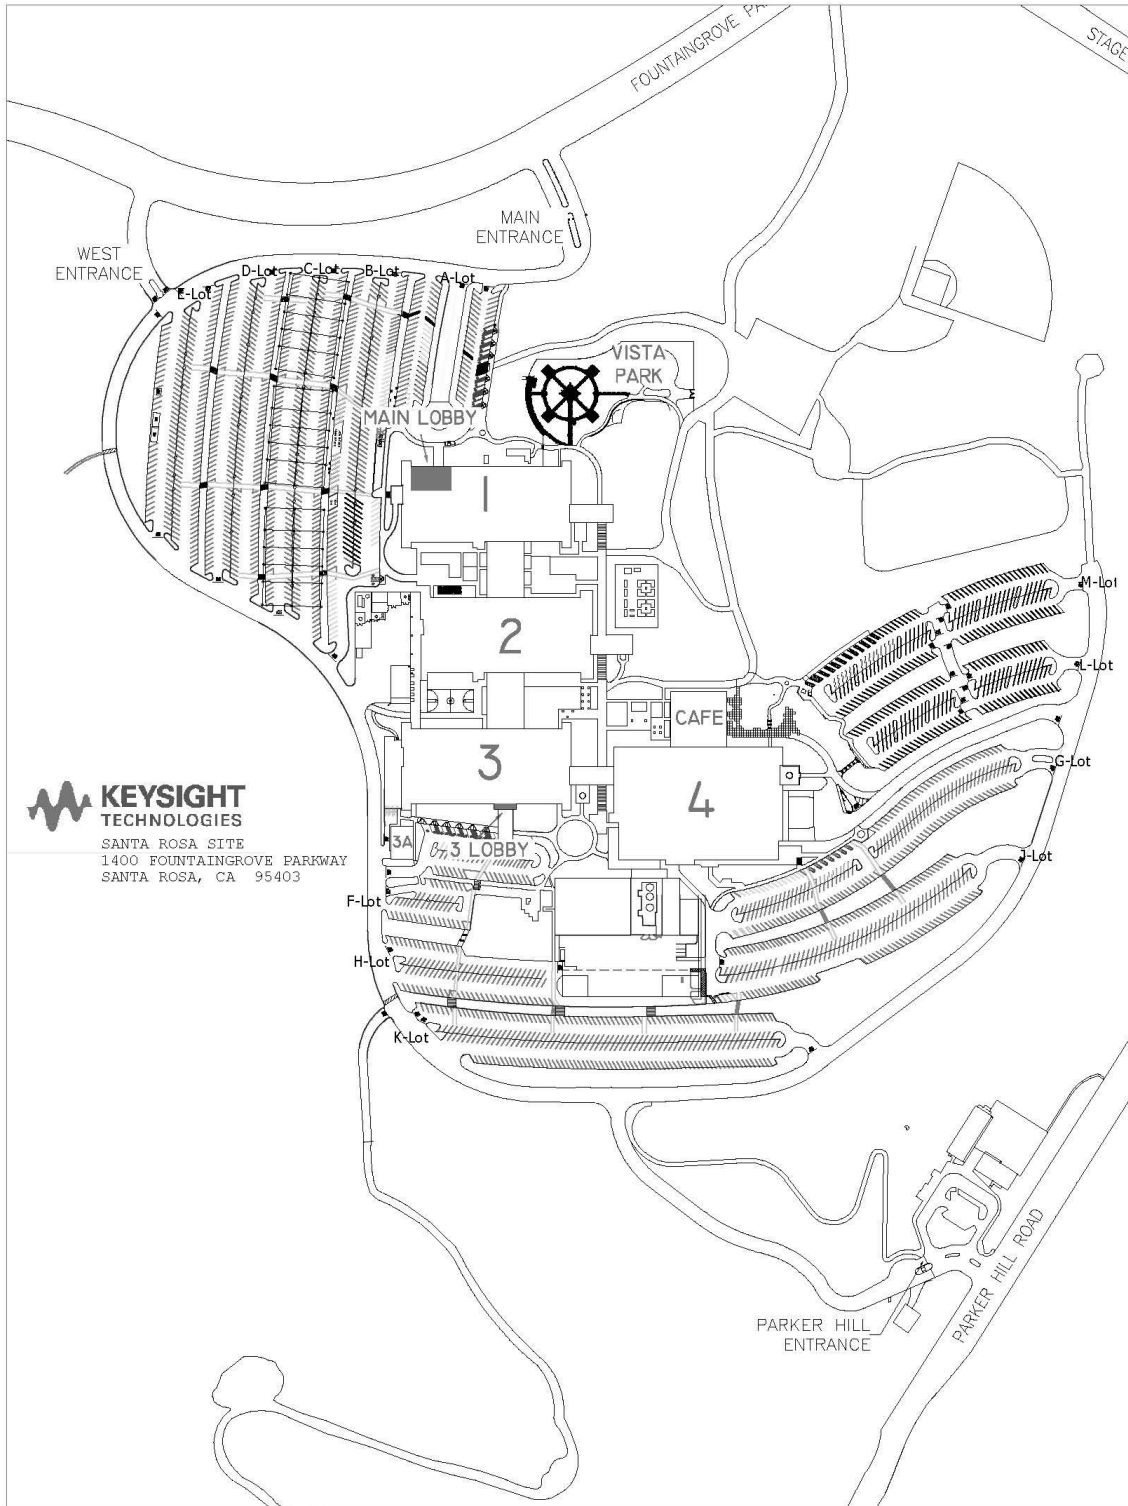 FOUNTAINGROVE
STAGE
MAIN
ENTRANCE
WEST
ENTRANCE
D-Lot
C-Lot
B-Lot
A-Lot
E-Lot
VISTA
PARK
MAIN LOBBY
1
M-Lot
2
L-Lot
CAFE
3
G-Lot
4
KEYSIGHT
TECHNOLOGIES
SANTA ROSA SITE
1400 FOUNTAINGROVE PARKWAY
SANTA ROSA, CA 95403
3A
3 LOBBY
J-Lot
F-Lot
H-Lot
K-Lot
PARKER HILL ROAD
PARKER HILL
ENTRANCE